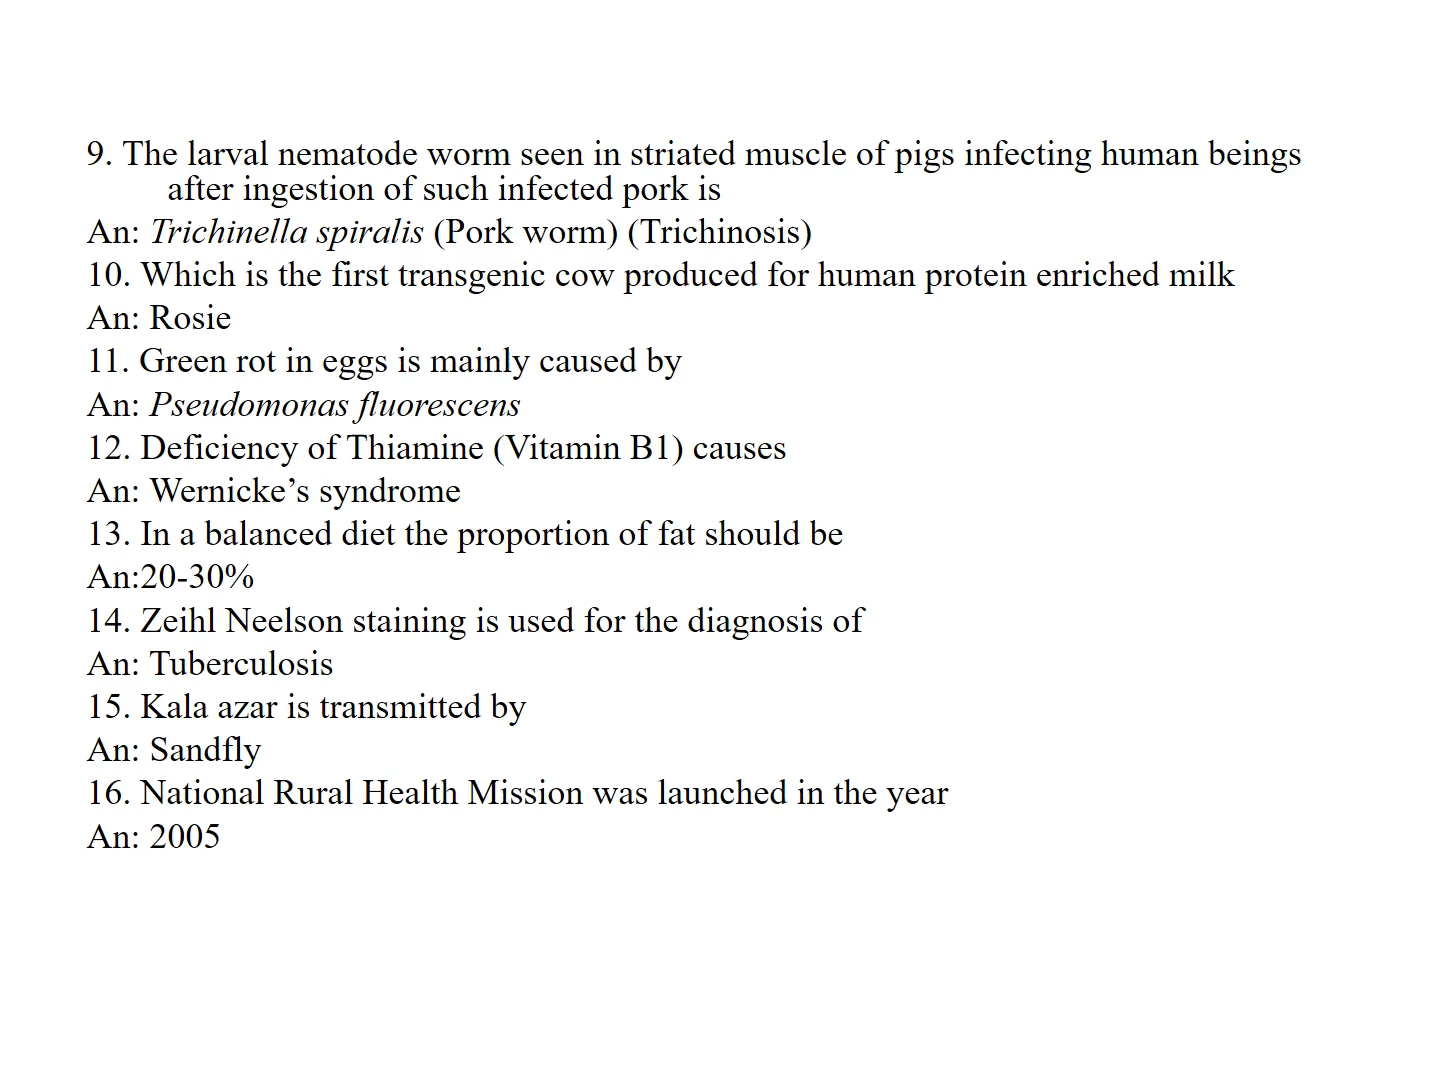 9. The larval nematode worm seen in striated muscle of pigs infecting human beings
after ingestion of such infected pork is
An: Trichinella spiralis (Pork worm) (Trichinosis)
10. Which is the first transgenic cow produced for human protein enriched milk
An: Rosie
11. Green rot in eggs is mainly caused by
An: Pseudomonas fluorescens
12. Deficiency of Thiamine (Vitamin B1) causes
An: Wernicke’s syndrome
13. In a balanced diet the proportion of fat should be
An:20-30%
14. Zeihl Neelson staining is used for the diagnosis of
An: Tuberculosis
15. Kala azar is transmitted by
An: Sandfly
16. National Rural Health Mission was launched in the year
An: 2005